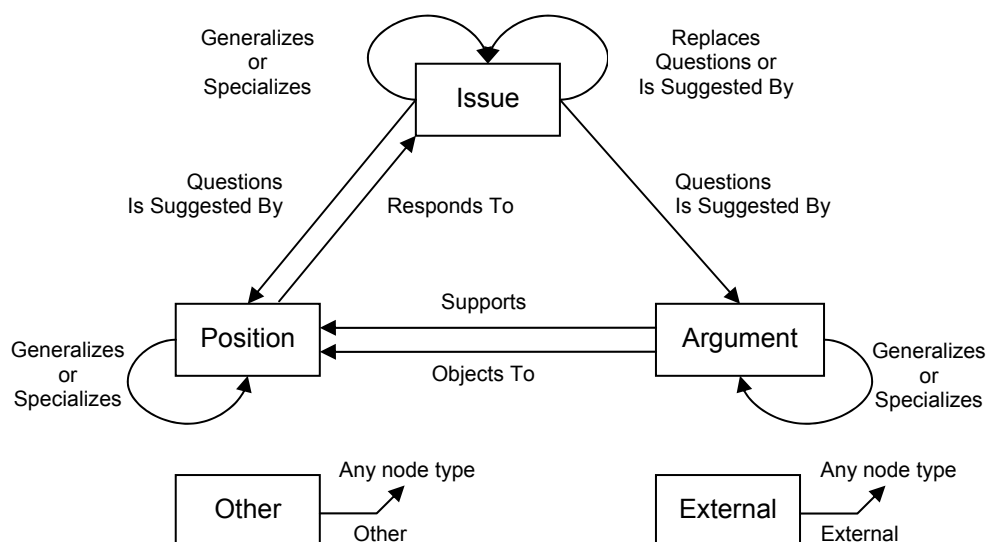 Generalizes
or
Specializes
Replaces
Questions or
Is Suggested By
Issue
Questions
Is Suggested By
Responds To
Questions
Is Suggested By
Supports
Position
Argument
Generalizes
or
Specializes
Objects To
Generalizes
or
Specializes
Any node type
Other
Other
Any node type
External
External